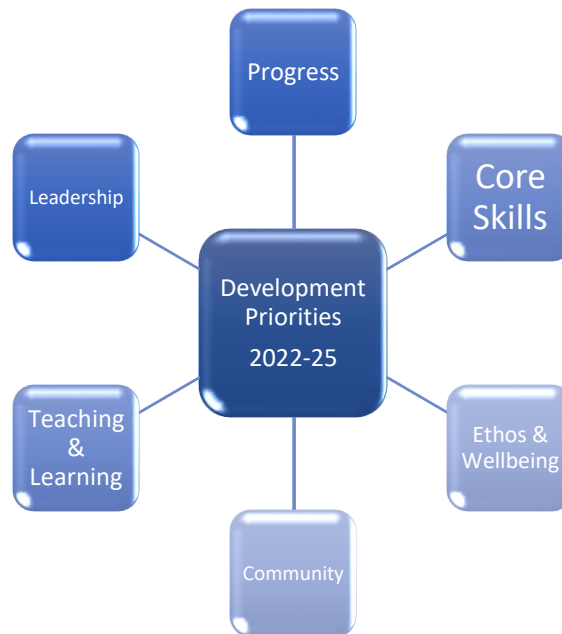 Progress
Leadership
Core
Skills
Development
Priorities
2022-25
Teaching
&
Learning
Ethos &
Wellbeing
Community